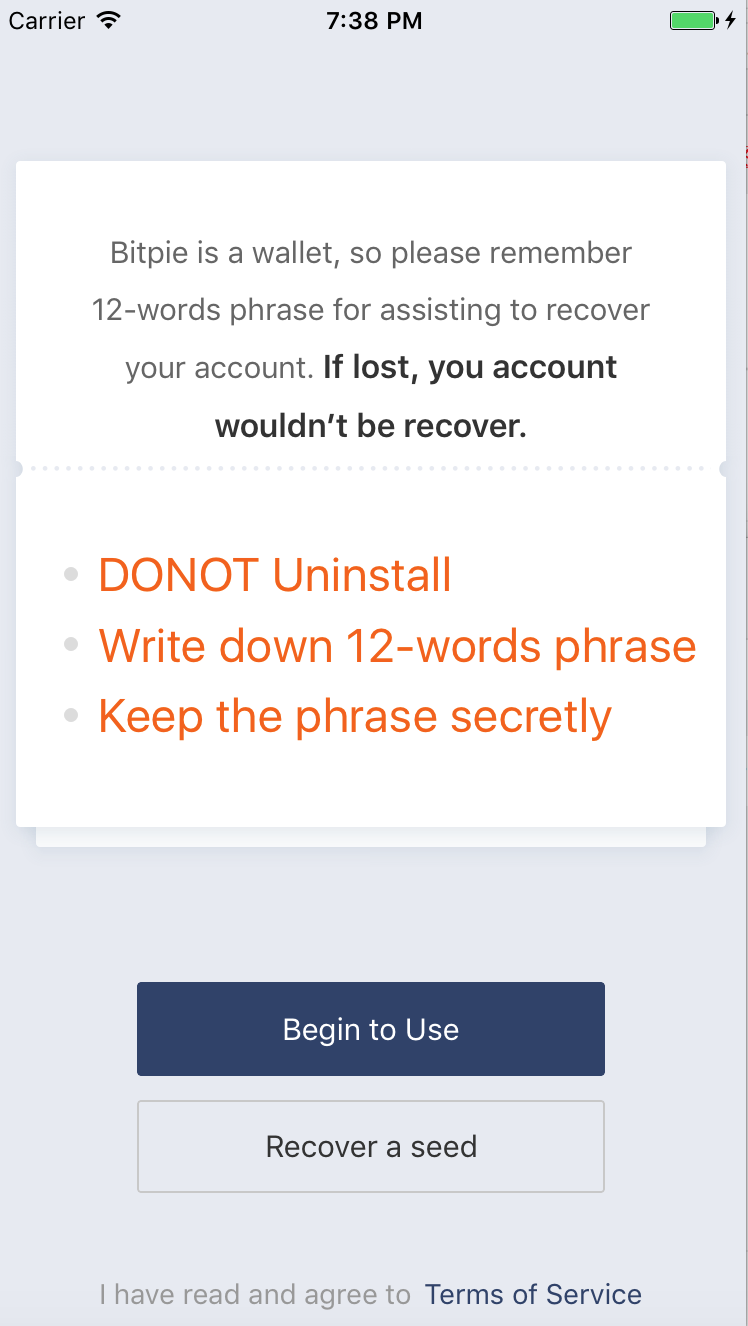 Carrier 7:38 PM
Bitpie is a wallet, so please remember
12-words phrase for assisting to recover
your account. If lost, you account
wouldn’t be recover.
DONOT Uninstall
Write down 12-words phrase
Keep the phrase secretly
Begin to Use
Recover a seed
I have read and agree to Terms of Service